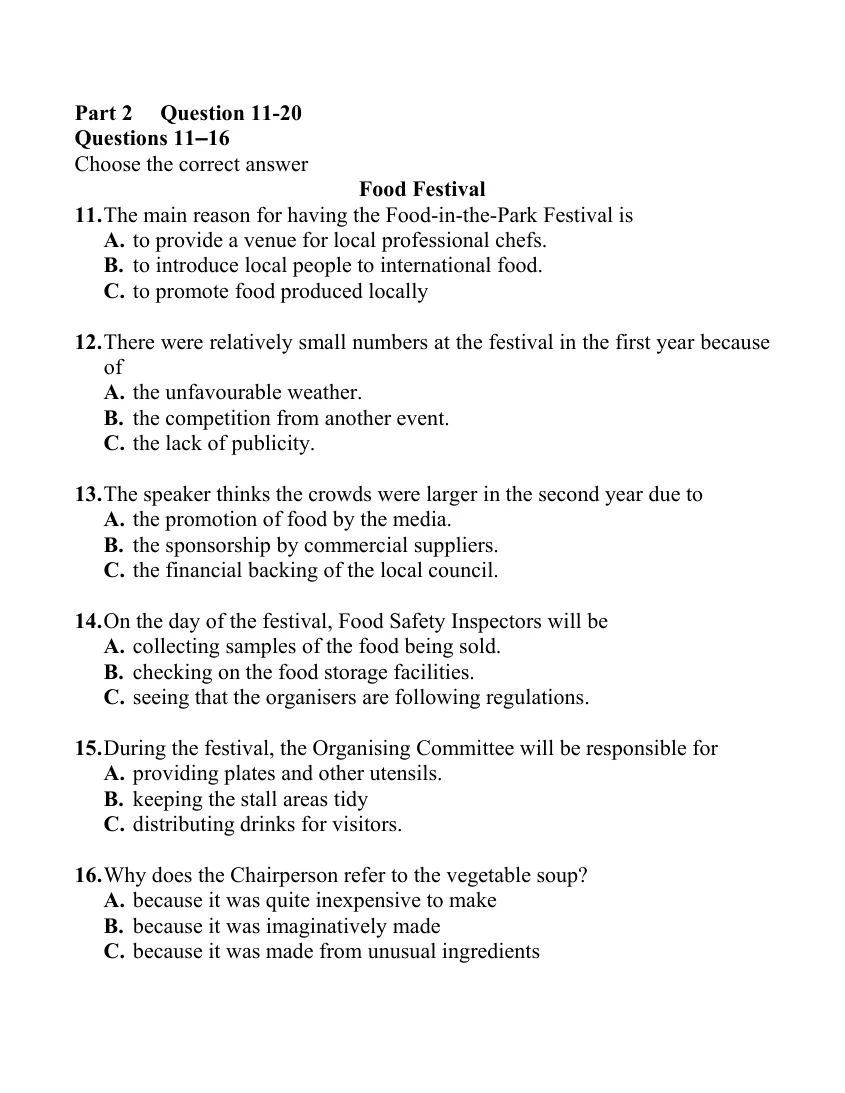 Part 2 Question 11-20
Questions 11–16
Choose the correct answer
Food Festival
11. The main reason for having the Food-in-the-Park Festival is
A. to provide a venue for local professional chefs.
B. to introduce local people to international food.
C. to promote food produced locally
12. There were relatively small numbers at the festival in the first year because
of
A. the unfavourable weather.
B. the competition from another event.
C. the lack of publicity.
13. The speaker thinks the crowds were larger in the second year due to
A. the promotion of food by the media.
B. the sponsorship by commercial suppliers.
C. the financial backing of the local council.
14. On the day of the festival, Food Safety Inspectors will be
A. collecting samples of the food being sold.
B. checking on the food storage facilities.
C. seeing that the organisers are following regulations.
15. During the festival, the Organising Committee will be responsible for
A. providing plates and other utensils.
B. keeping the stall areas tidy
C. distributing drinks for visitors.
16. Why does the Chairperson refer to the vegetable soup?
A. because it was quite inexpensive to make
B. because it was imaginatively made
C. because it was made from unusual ingredients